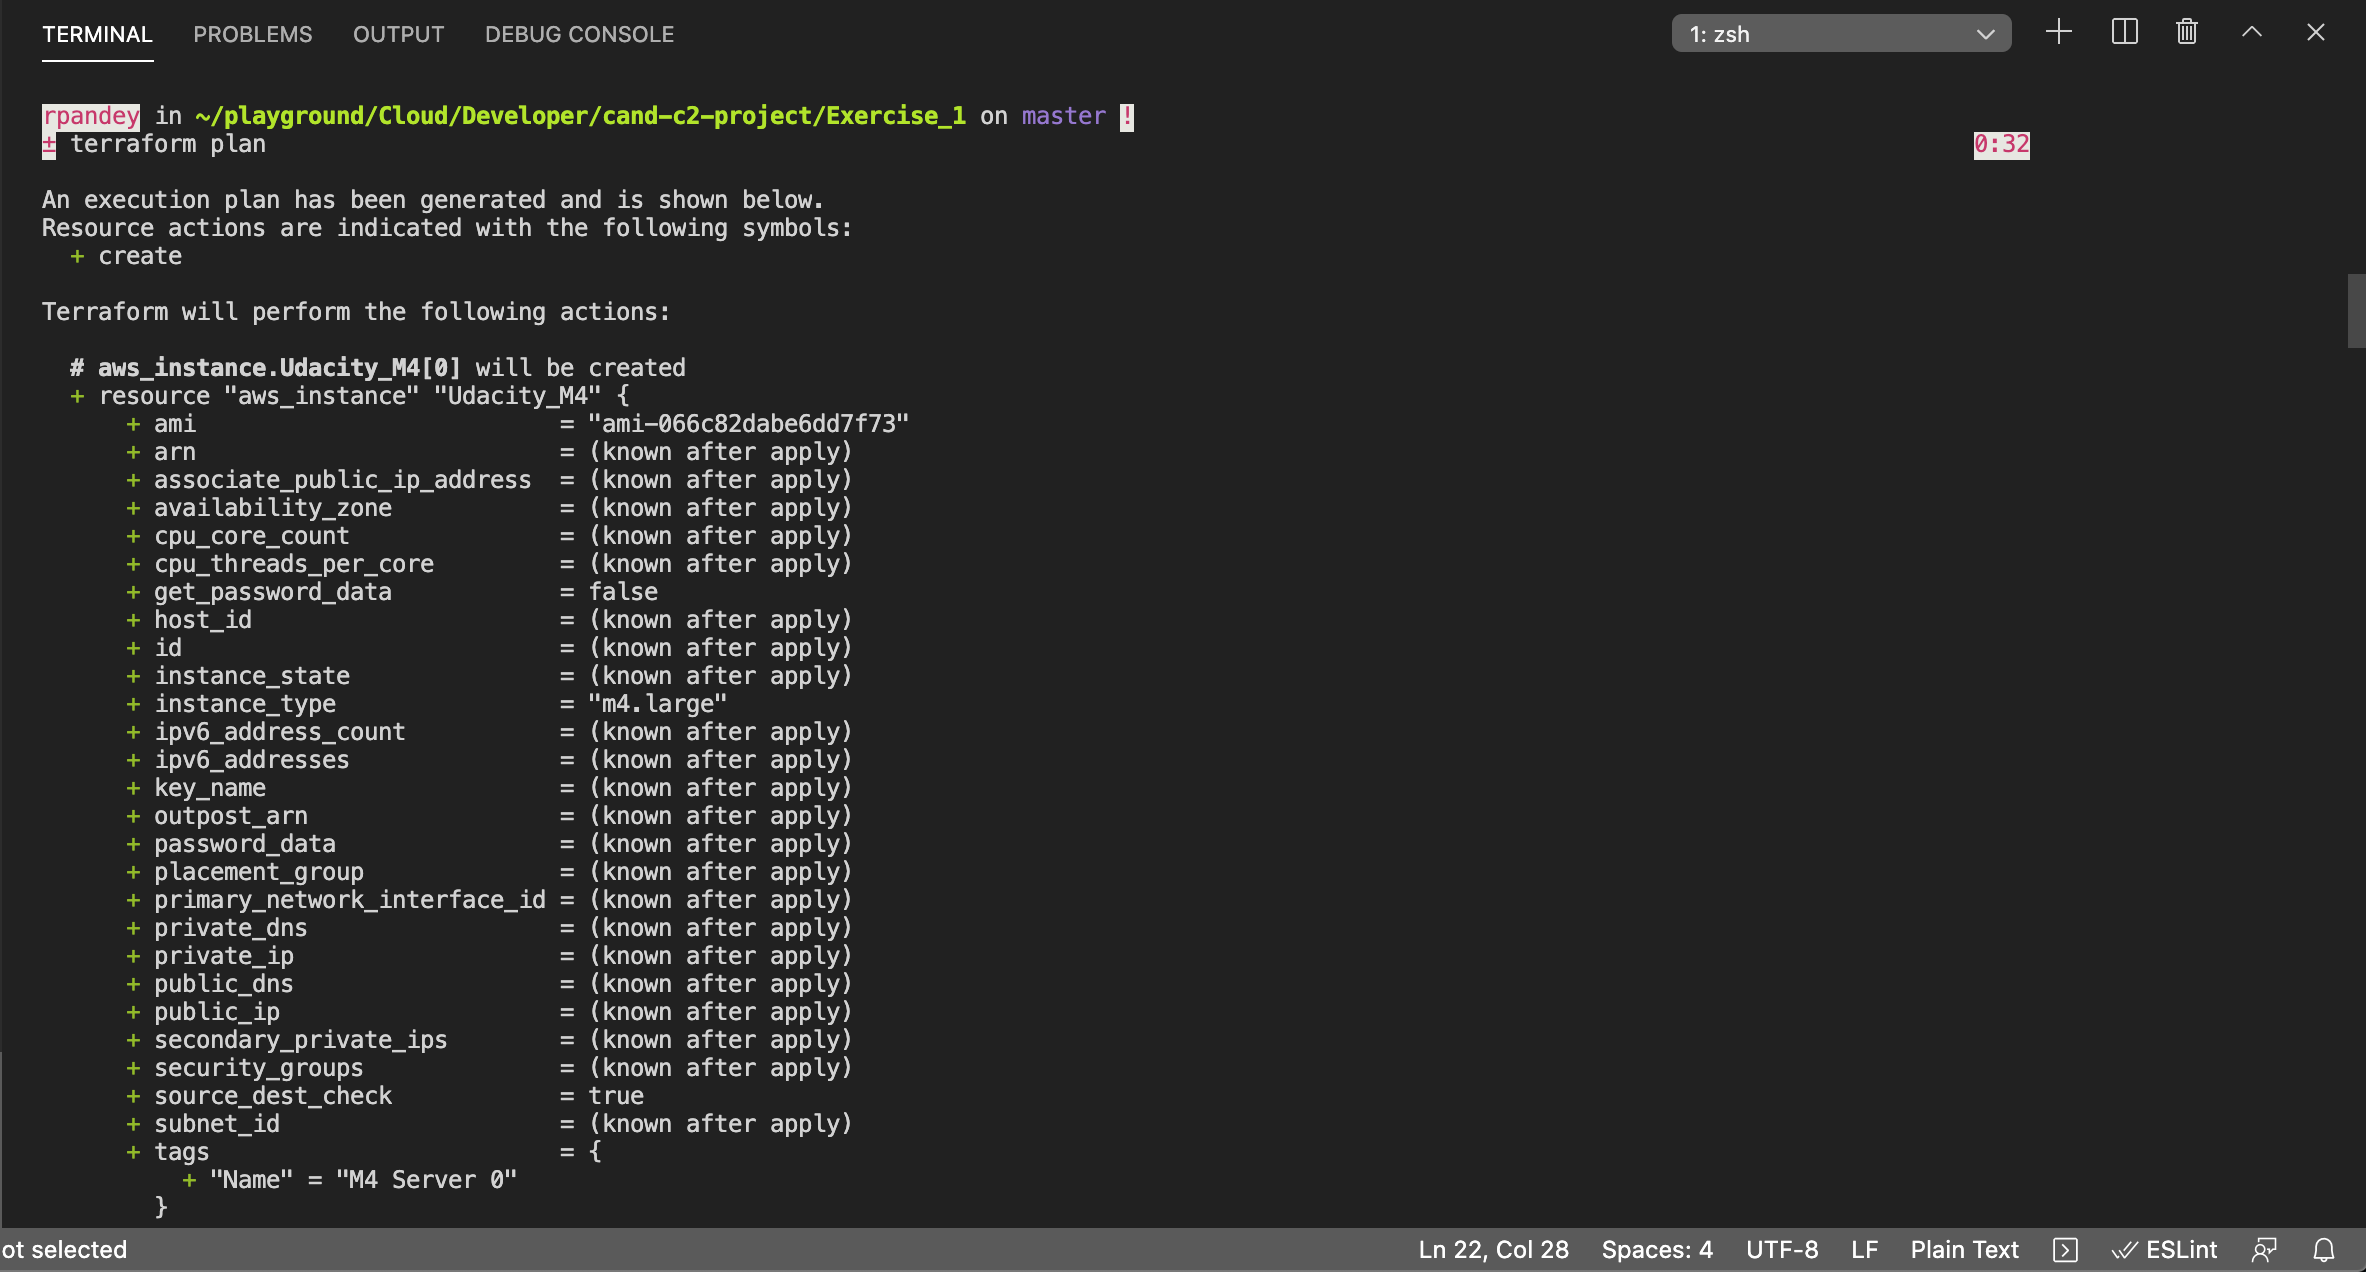 TERMINAL PROBLEMS OUTPUT DEBUG CONSOLE 1: zsh
rpandey in ~/playground/Cloud/Developer/cand-c2-project/Exercise_1 on master !
± terraform plan 0:32
An execution plan has been generated and is shown below.
Resource actions are indicated with the following symbols:
+ create
Terraform will perform the following actions:
# aws_instance.Udacity_M4[0] will be created
+ resource "aws_instance" "Udacity_M4" {
+ ami = "ami-066c82dabe6dd7f73"
+ arn = (known after apply)
+ associate_public_ip_address = (known after apply)
+ availability_zone = (known after apply)
+ cpu_core_count = (known after apply)
+ cpu_threads_per_core = (known after apply)
+ get_password_data = false
+ host_id = (known after apply)
+ id = (known after apply)
+ instance_state = (known after apply)
+ instance_type = "m4.large"
+ ipv6_address_count = (known after apply)
+ ipv6_addresses = (known after apply)
+ key_name = (known after apply)
+ outpost_arn = (known after apply)
+ password_data = (known after apply)
+ placement_group = (known after apply)
+ primary_network_interface_id = (known after apply)
+ private_dns = (known after apply)
+ private_ip = (known after apply)
+ public_dns = (known after apply)
+ public_ip = (known after apply)
+ secondary_private_ips = (known after apply)
+ security_groups = (known after apply)
+ source_dest_check = true
+ subnet_id = (known after apply)
+ tags = {
+ "Name" = "M4 Server 0"
}
ot selected Ln 22, Col 28 Spaces: 4 UTF-8 LF Plain Text ESLint